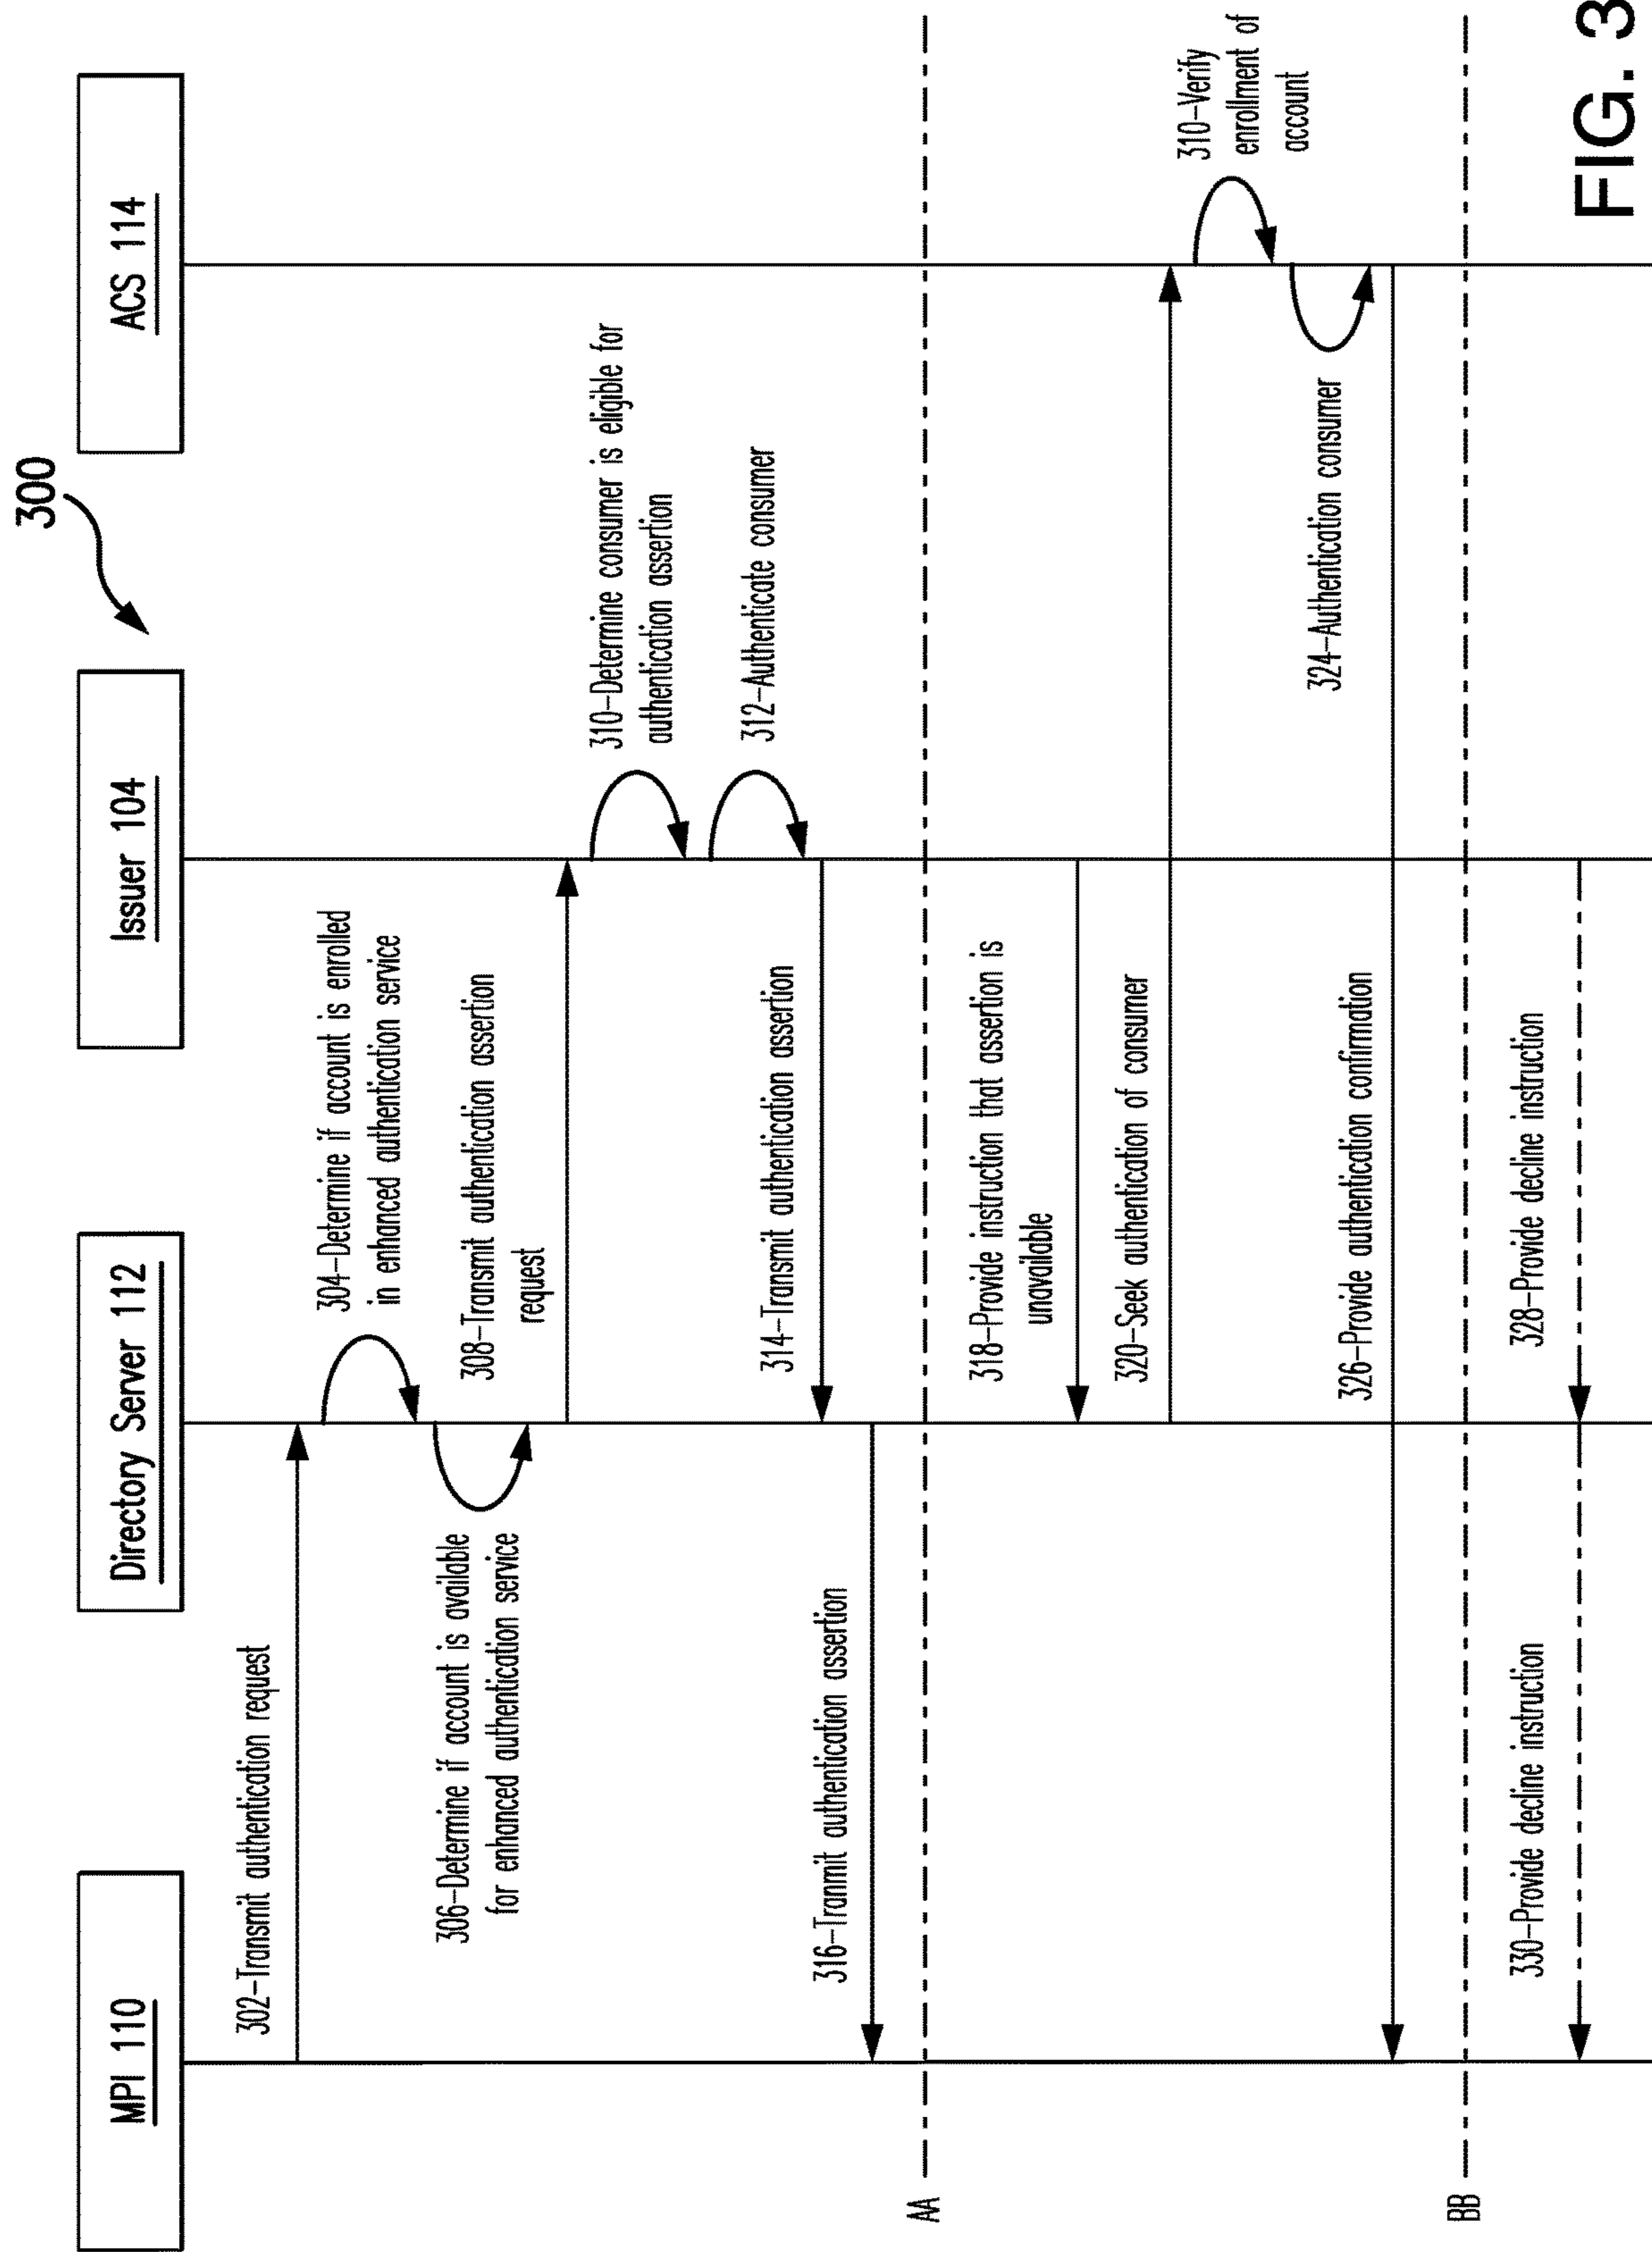 300
MPI 110
Directory Server 112
Issuer 104
ACS 114
302–Transmit authentication request
304–Determine if account is enrolled
in enhanced authentication service
306–Determine if account is available
for enhanced authentication service
308–Transmit authentication assertion
request
310–Determine consumer is eligible for
authentication assertion
312–Authenticate consumer
314–Transmit authentication assertion
316–Tranmit authentication assertion
AA
318–Provide instruction that assertion is
unavailable
320–Seek authentication of consumer
310–Verify
enrollment of
account
324–Authentication consumer
326–Provide authentication confirmation
BB
328–Provide decline instruction
330–Provide decline instruction
FIG. 3